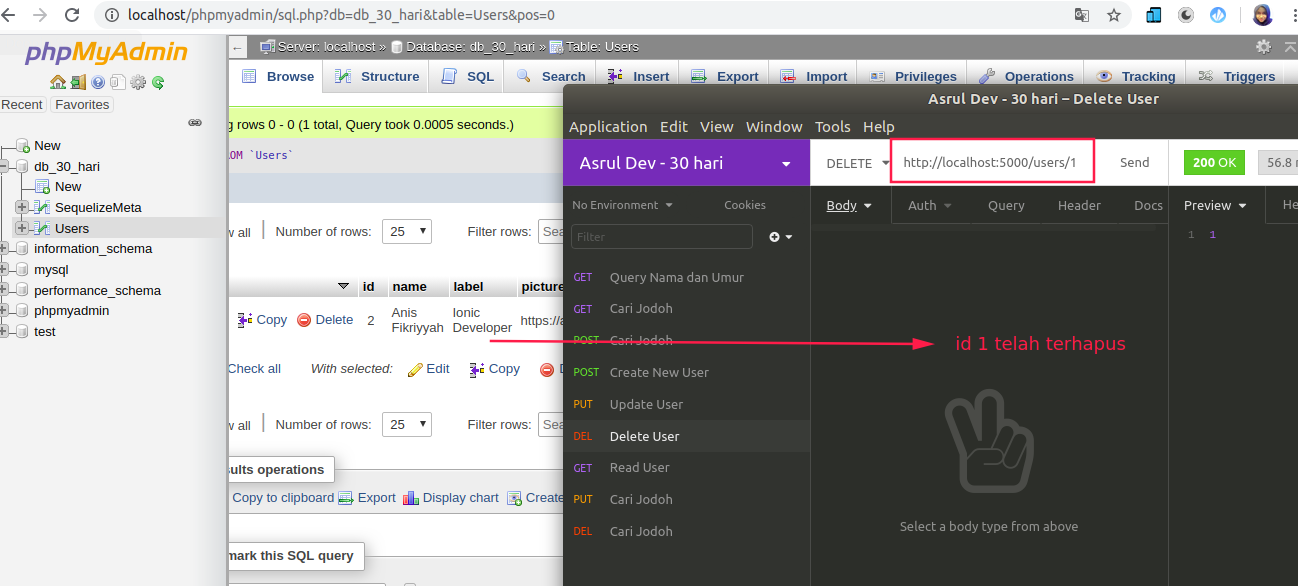 localhost/phpmyadmin/sql.php?db=db_30_hari&table=Users&pos=0
phpMyAdmin
Recent Favorites
New
db_30_hari
New
SequelizeMeta
Users
information_schema
mysql
performance_schema
phpmyadmin
test
Server: localhost » Database: db_30_hari » Table: Users
Browse Structure SQL Search Insert Export Import Privileges Operations Tracking Triggers
rows 0 - 0 (1 total, Query took 0.0005 seconds.)
`Users`
all Number of rows: 25 Filter rows:
id name label picture
Copy Delete 2 Anis Fikriyyah Ionic Developer
Check all With selected: Edit Copy
all Number of rows: 25 Filter rows:
operations
Copy to clipboard Export Display chart Create
this SQL query
Asrul Dev - 30 hari – Delete User
Application Edit View Window Tools Help
Asrul Dev - 30 hari
DELETE http://localhost:5000/users/1 Send 200 OK 56.8
No Environment Cookies
Filter
GET Query Nama dan Umur
GET Cari Jodoh
POST Cari Jodoh
POST Create New User
PUT Update User
DEL Delete User
GET Read User
PUT Cari Jodoh
DEL Cari Jodoh
Body Auth Query Header Docs
Preview
1 1
id 1 telah terhapus
Select a body type from above